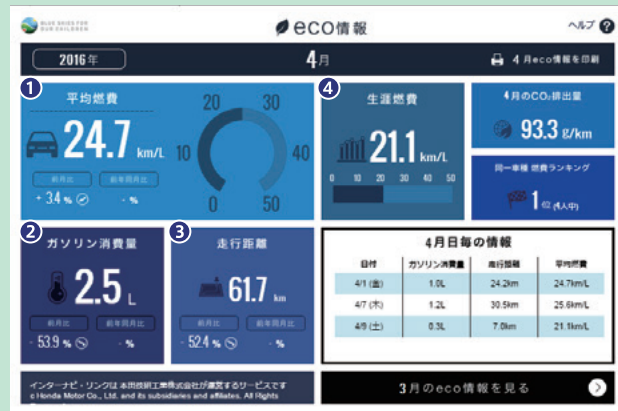 BLUE SKIES FOR
OUR CHILDREN
eco情報
ヘルプ ?
2016年
4月
4月eco情報を印刷
1
平均燃費
24.7 km/L
前月比
前年同月比
+ 3.4 %
- %
0
10
20
30
40
50
4
生涯燃費
21.1 km/L
0 10 20 30 40 50
4月のCO₂排出量
93.3 g/km
同一車種 燃費ランキング
1位 (人中)
2
ガソリン消費量
2.5 L
前月比
前年同月比
- 53.9 %
- %
3
走行距離
61.7 km
前月比
前年同月比
- 52.4 %
- %
4月日毎の情報
日付 ガソリン消費量 走行距離 平均燃費
4/1 (金) 1.0L 24.2km 24.7km/L
4/7 (木) 1.2L 30.5km 25.6km/L
4/9 (土) 0.3L 7.0km 21.1km/L
インターナビ・リンクは 本田技研工業株式会社が運営するサービスです
c Honda Motor Co., Ltd. and its subsidiaries and affiliates. All Rights
3月のeco情報を見る